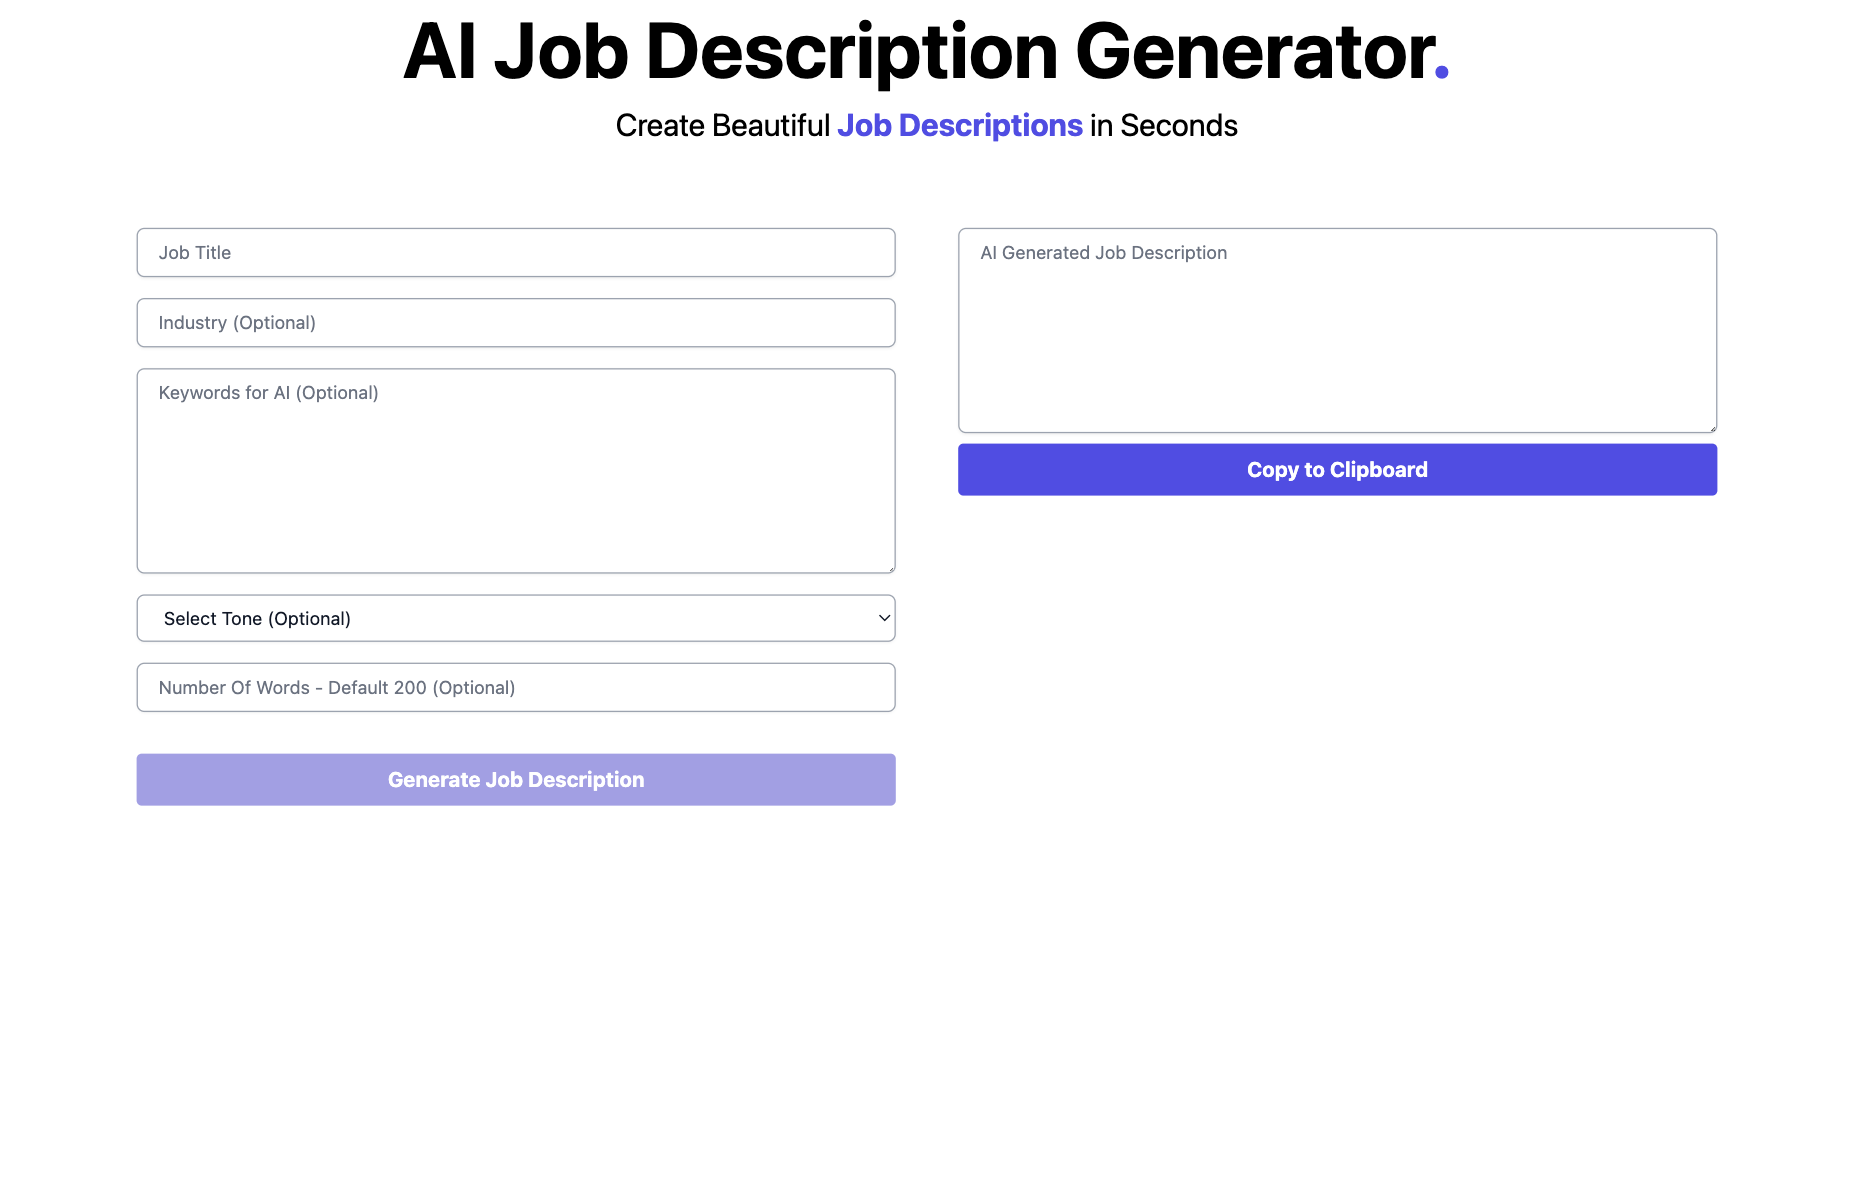 AI Job Description Generator.
Create Beautiful Job Descriptions in Seconds
Job Title
Industry (Optional)
Keywords for AI (Optional)
Select Tone (Optional)
Number Of Words - Default 200 (Optional)
Generate Job Description
AI Generated Job Description
Copy to Clipboard